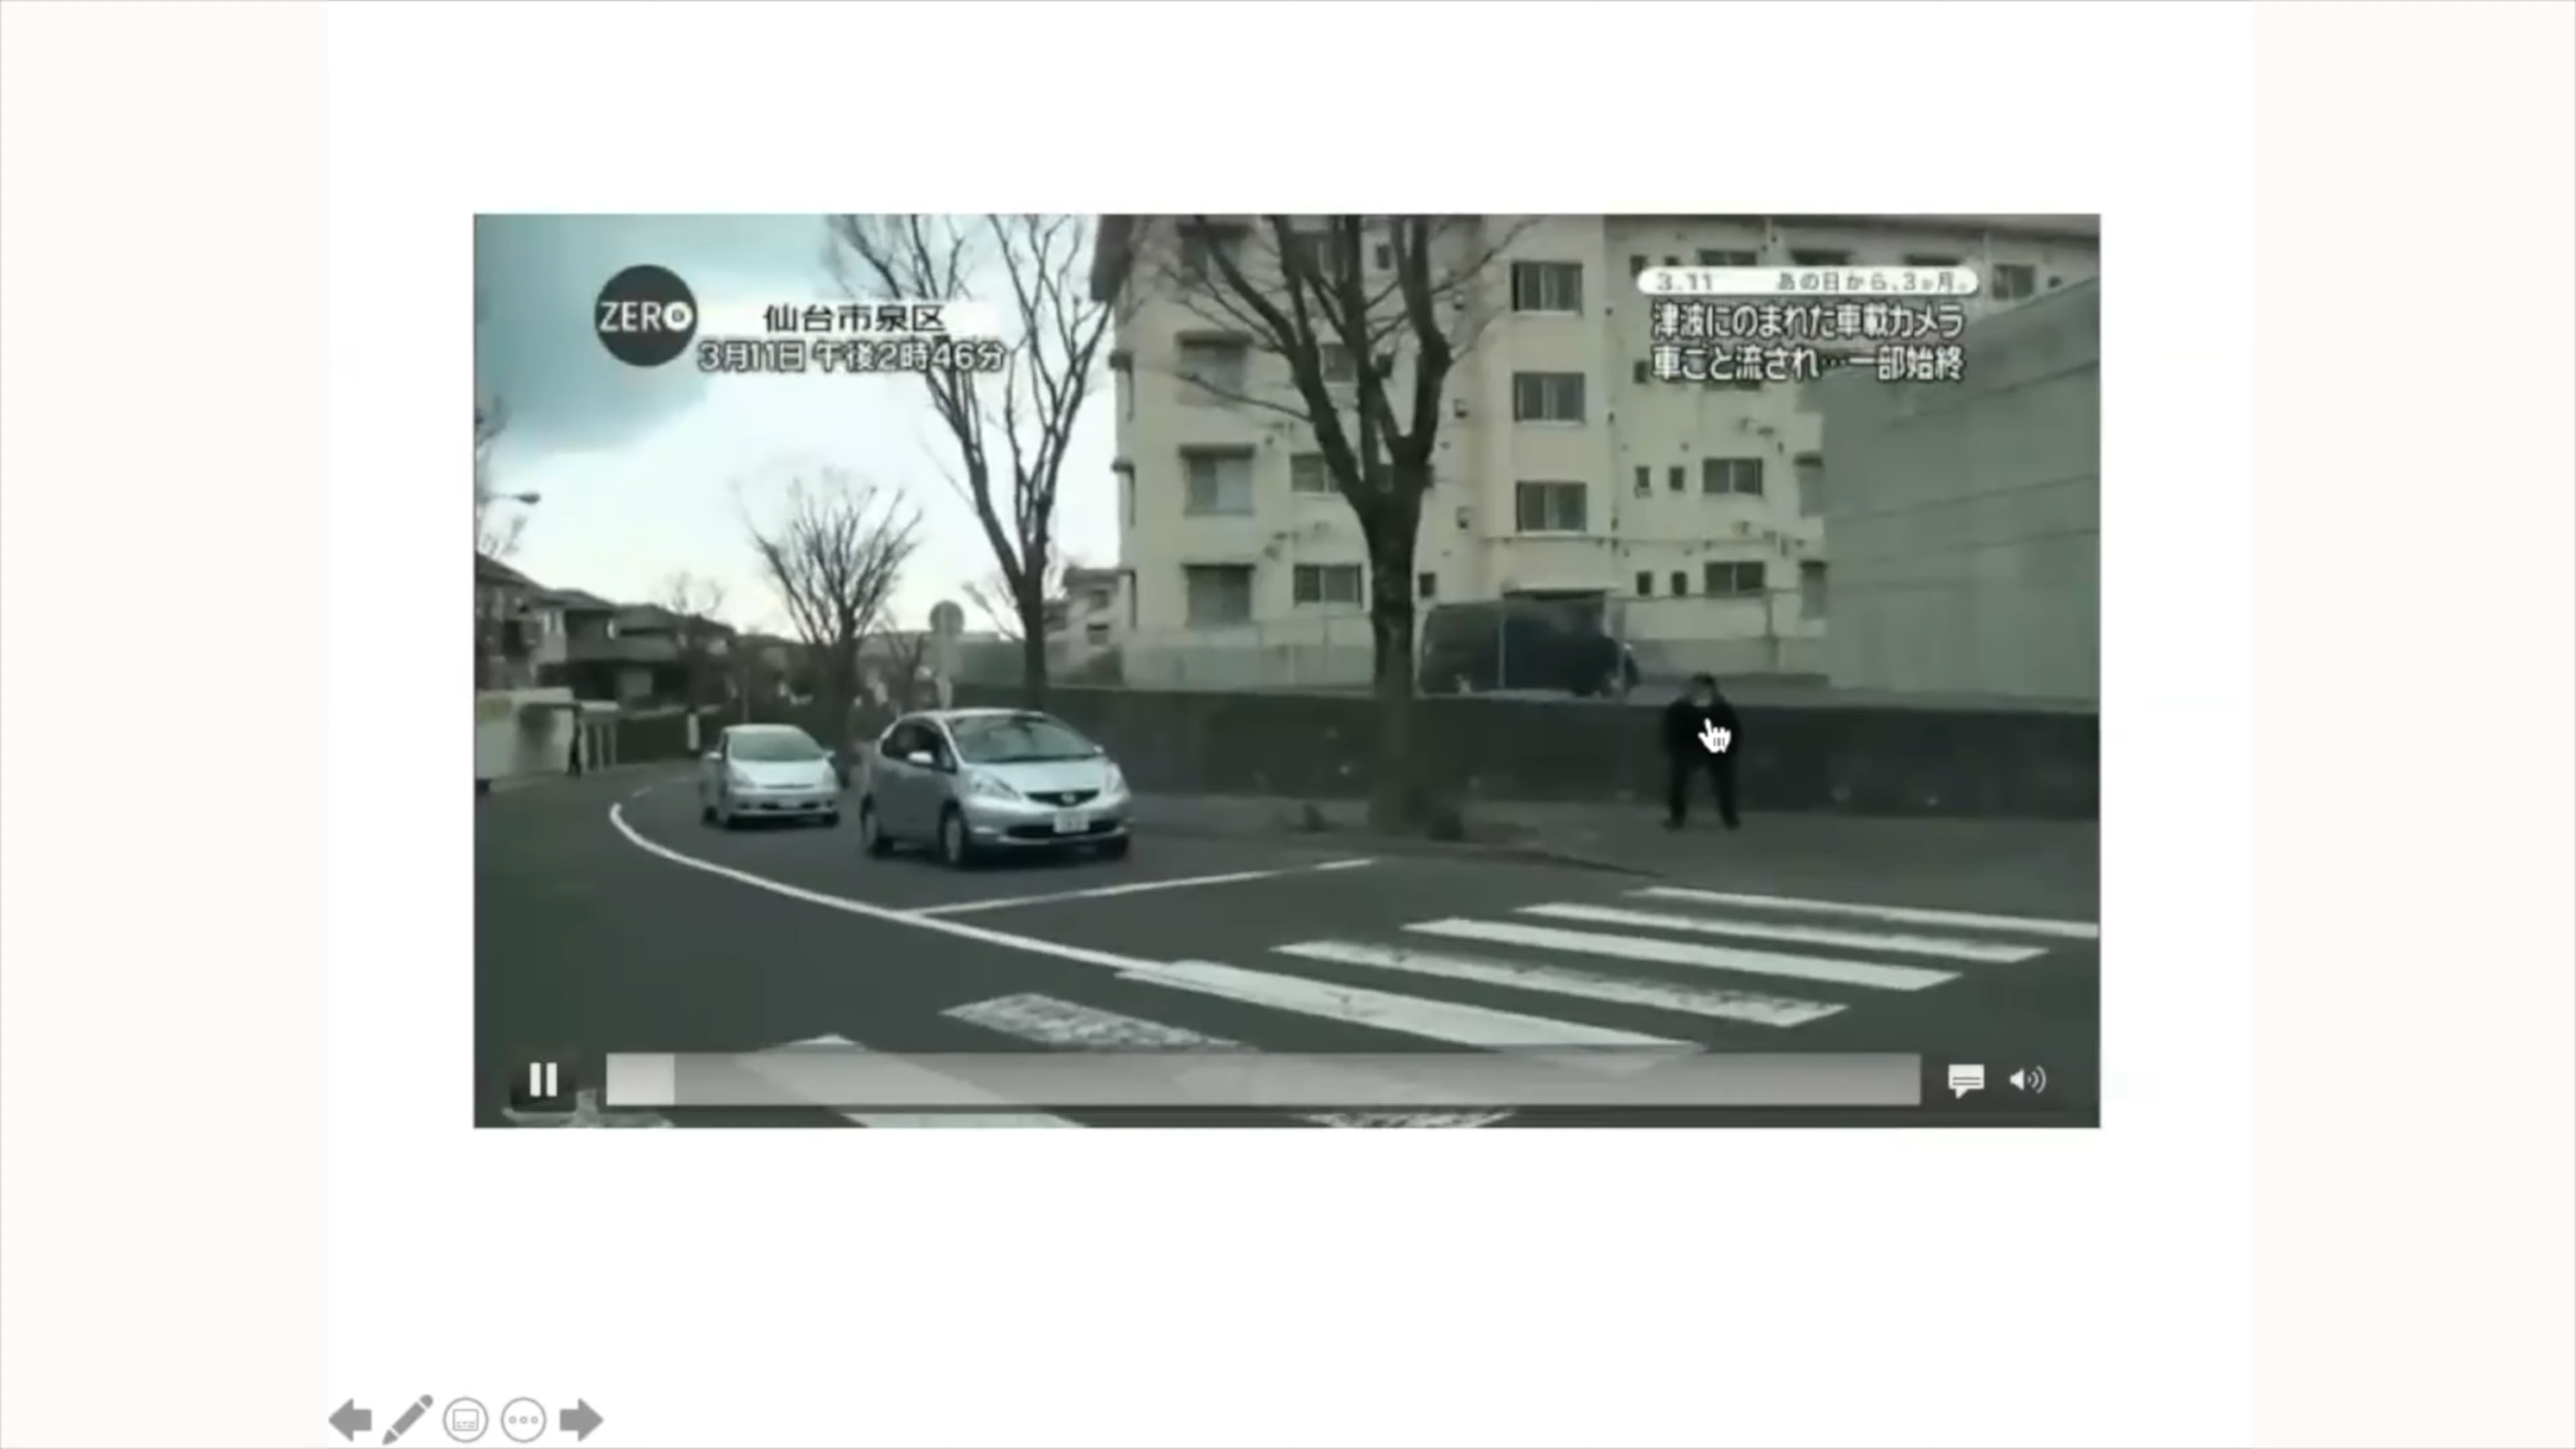 ZERO
仙台市泉区
3月11日 午後2時46分
3.11 あの日から、3ヶ月。
津波にのまれた車載カメラ
車ごと流され…一部始終